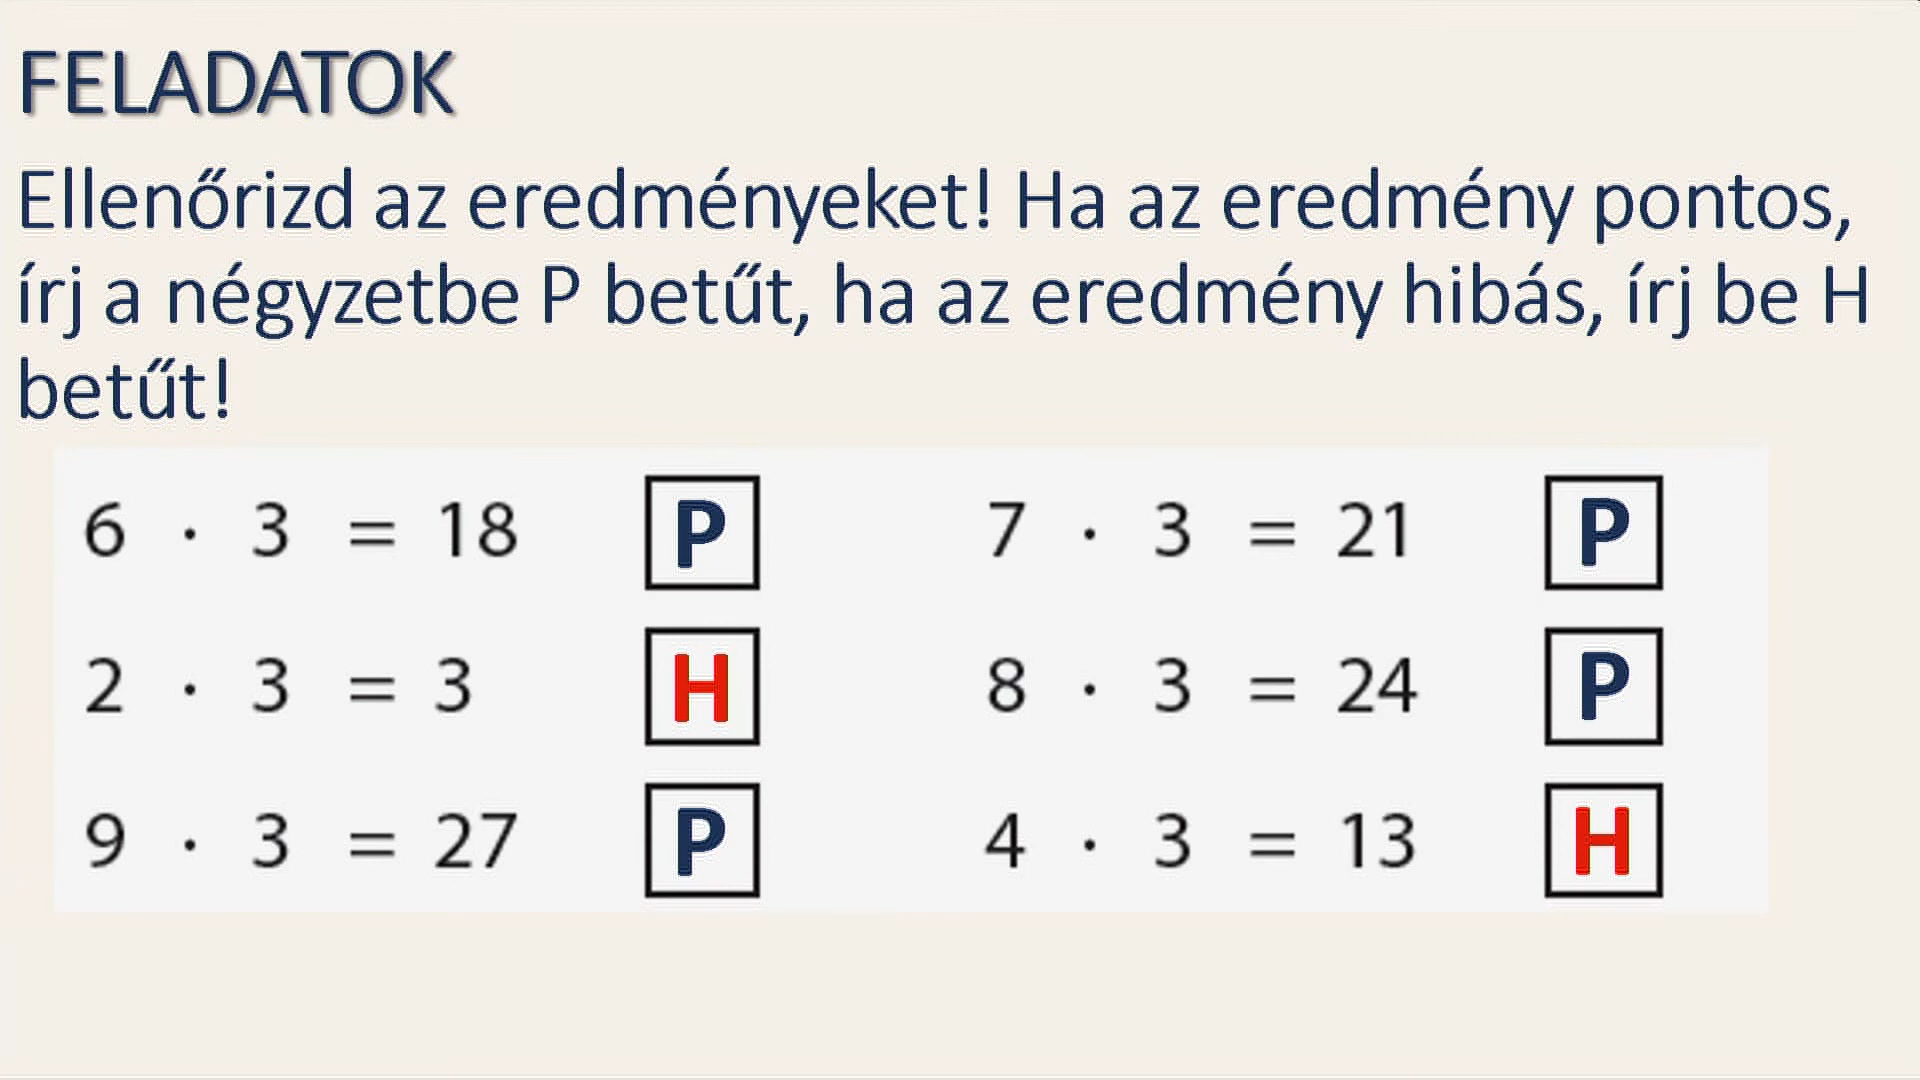 FELADATOK
Ellenőrizd az eredményeket! Ha az eredmény pontos,
írj a négyzetbe P betűt, ha az eredmény hibás, írj be H
betűt!
6 · 3 = 18 P 7 · 3 = 21 P
2 · 3 = 3 H 8 · 3 = 24 P
9 · 3 = 27 P 4 · 3 = 13 H